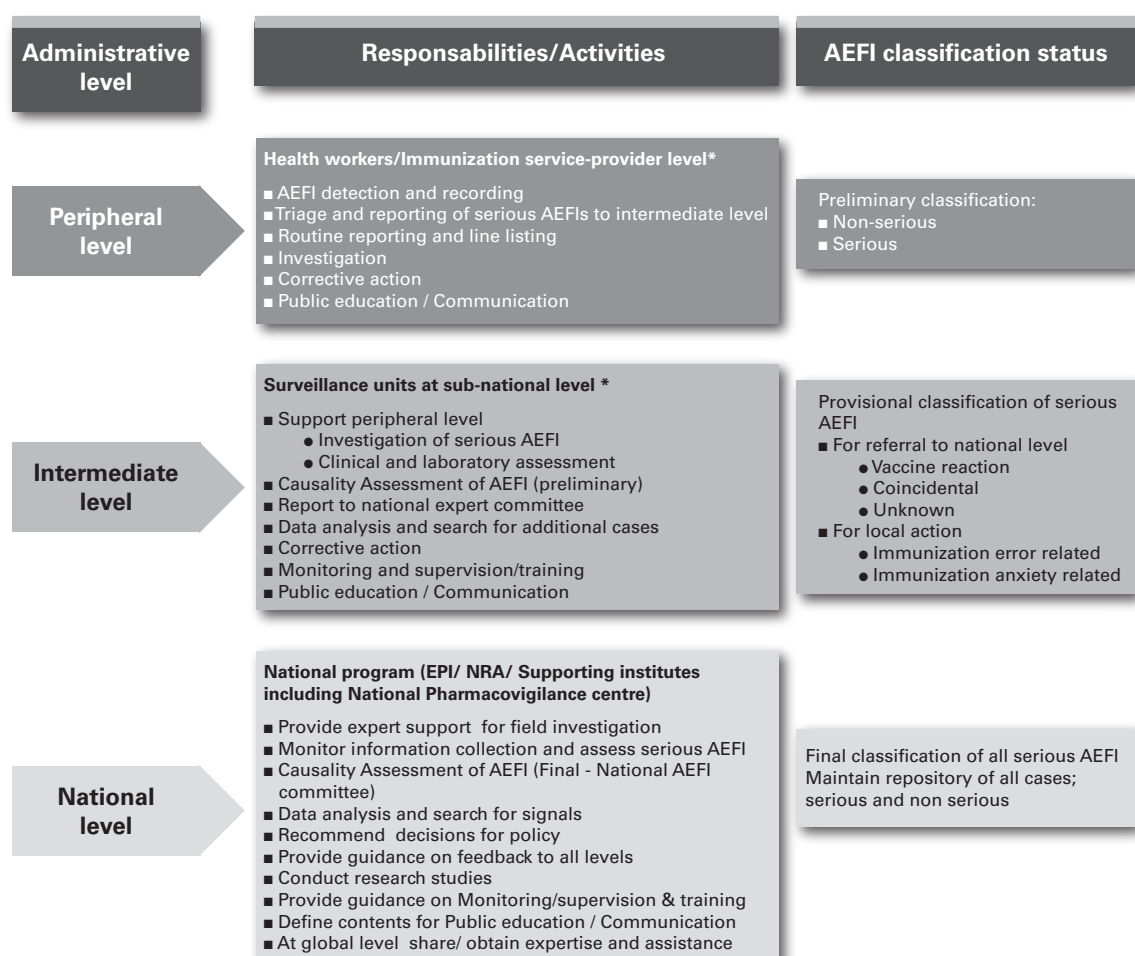 Administrative
level
Responsabilities/Activities
AEFI classification status
Peripheral
level
Health workers/Immunization service-provider level*
■ AEFI detection and recording
■ Triage and reporting of serious AEFIs to intermediate level
■ Routine reporting and line listing
■ Investigation
■ Corrective action
■ Public education / Communication
Preliminary classification:
■ Non-serious
■ Serious
Intermediate
level
Surveillance units at sub-national level *
■ Support peripheral level
● Investigation of serious AEFI
● Clinical and laboratory assessment
■ Causality Assessment of AEFI (preliminary)
■ Report to national expert committee
■ Data analysis and search for additional cases
■ Corrective action
■ Monitoring and supervision/training
■ Public education / Communication
Provisional classification of serious
AEFI
■ For referral to national level
● Vaccine reaction
● Coincidental
● Unknown
■ For local action
● Immunization error related
● Immunization anxiety related
National
level
National program (EPI/ NRA/ Supporting institutes
including National Pharmacovigilance centre)
■ Provide expert support for field investigation
■ Monitor information collection and assess serious AEFI
■ Causality Assessment of AEFI (Final - National AEFI
committee)
■ Data analysis and search for signals
■ Recommend decisions for policy
■ Provide guidance on feedback to all levels
■ Conduct research studies
■ Provide guidance on Monitoring/supervision & training
■ Define contents for Public education / Communication
■ At global level share/ obtain expertise and assistance
Final classification of all serious AEFI
Maintain repository of all cases;
serious and non serious